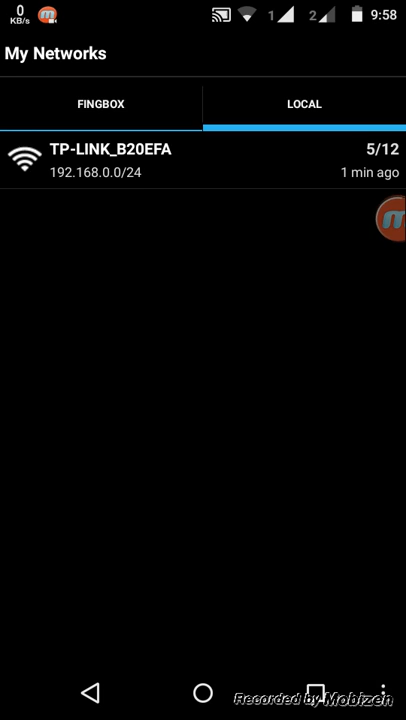 0
KB/s
1
2
9:58
My Networks
FINGBOX
LOCAL
TP-LINK_B20EFA
5/12
192.168.0.0/24
1 min ago
m
Recorded by Mobizen